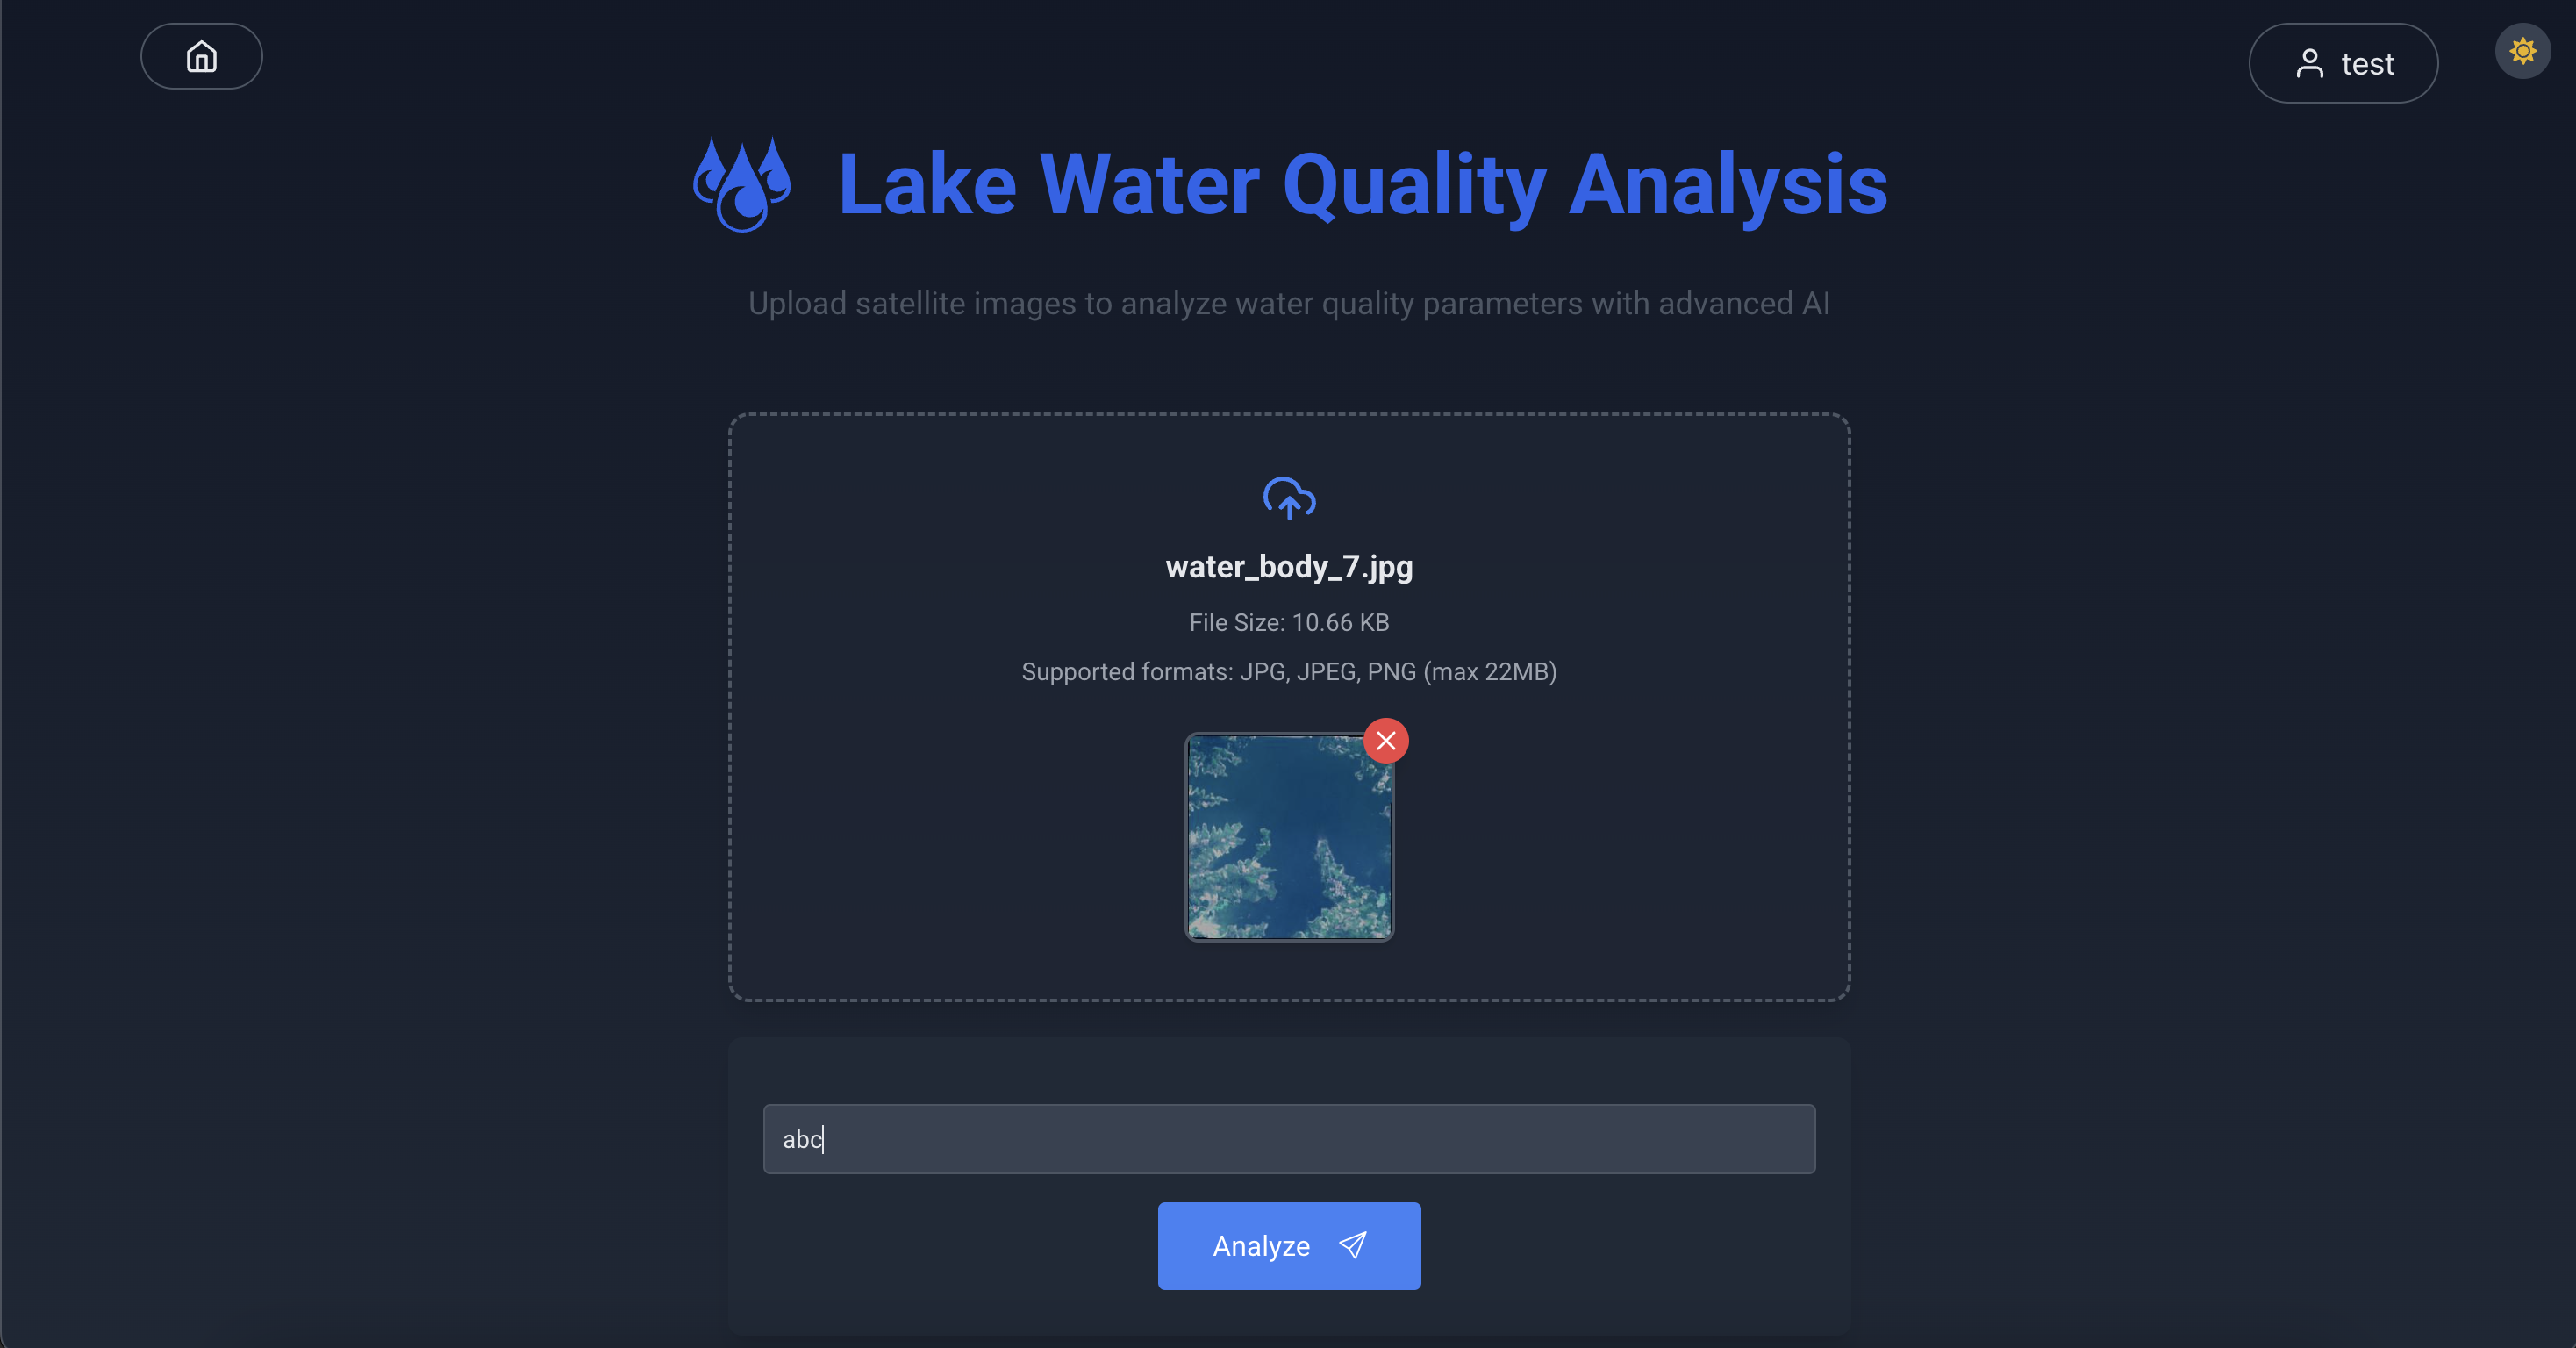 test
Lake Water Quality Analysis
Upload satellite images to analyze water quality parameters with advanced AI
water_body_7.jpg
File Size: 10.66 KB
Supported formats: JPG, JPEG, PNG (max 22MB)
abc
Analyze